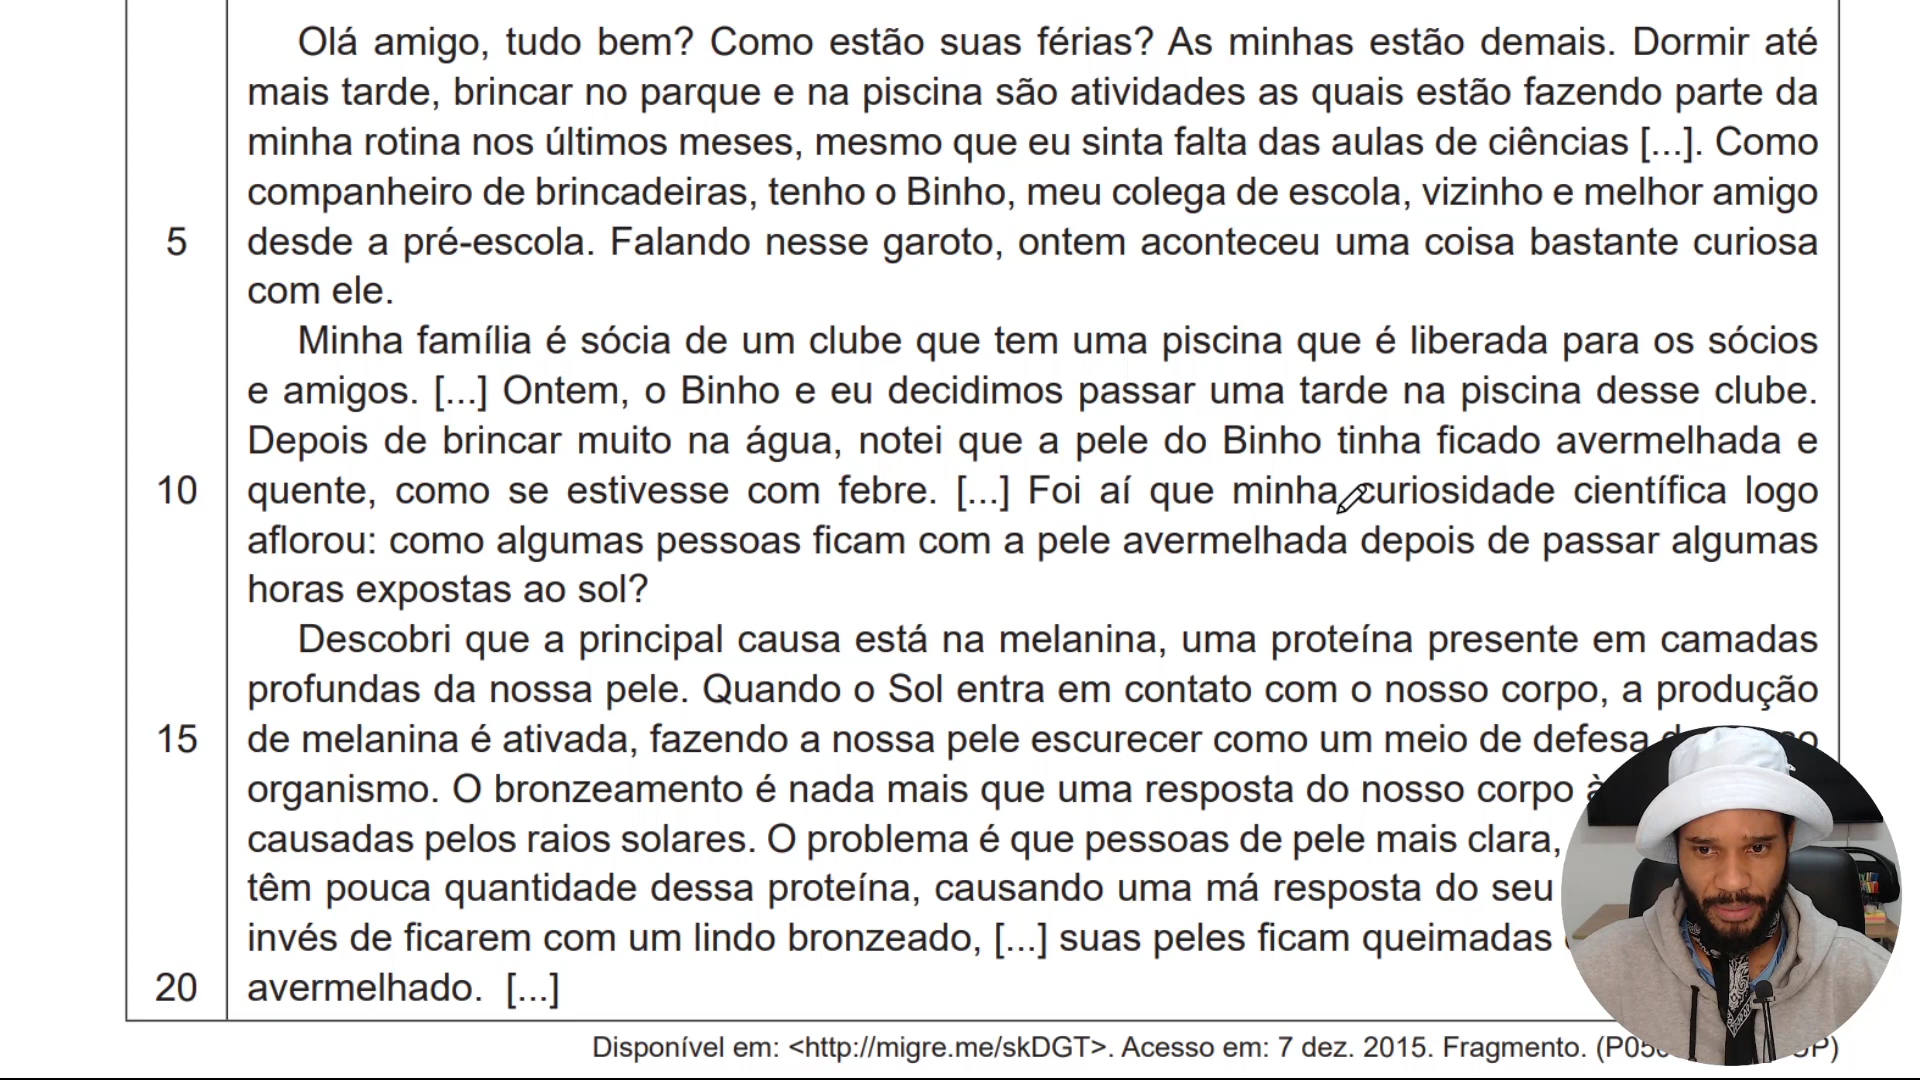 Olá amigo, tudo bem? Como estão suas férias? As minhas estão demais. Dormir até
mais tarde, brincar no parque e na piscina são atividades as quais estão fazendo parte da
minha rotina nos últimos meses, mesmo que eu sinta falta das aulas de ciências [...]. Como
companheiro de brincadeiras, tenho o Binho, meu colega de escola, vizinho e melhor amigo
5 desde a pré-escola. Falando nesse garoto, ontem aconteceu uma coisa bastante curiosa
com ele.
Minha família é sócia de um clube que tem uma piscina que é liberada para os sócios
e amigos. [...] Ontem, o Binho e eu decidimos passar uma tarde na piscina desse clube.
Depois de brincar muito na água, notei que a pele do Binho tinha ficado avermelhada e
10 quente, como se estivesse com febre. [...] Foi aí que minha curiosidade científica logo
aflorou: como algumas pessoas ficam com a pele avermelhada depois de passar algumas
horas expostas ao sol?
Descobri que a principal causa está na melanina, uma proteína presente em camadas
profundas da nossa pele. Quando o Sol entra em contato com o nosso corpo, a produção
15 de melanina é ativada, fazendo a nossa pele escurecer como um meio de defesa
organismo. O bronzeamento é nada mais que uma resposta do nosso corpo
causadas pelos raios solares. O problema é que pessoas de pele mais clara,
têm pouca quantidade dessa proteína, causando uma má resposta do seu
invés de ficarem com um lindo bronzeado, [...] suas peles ficam queimadas
20 avermelhado. [...]
Disponível em: <http://migre.me/skDGT>. Acesso em: 7 dez. 2015. Fragmento.